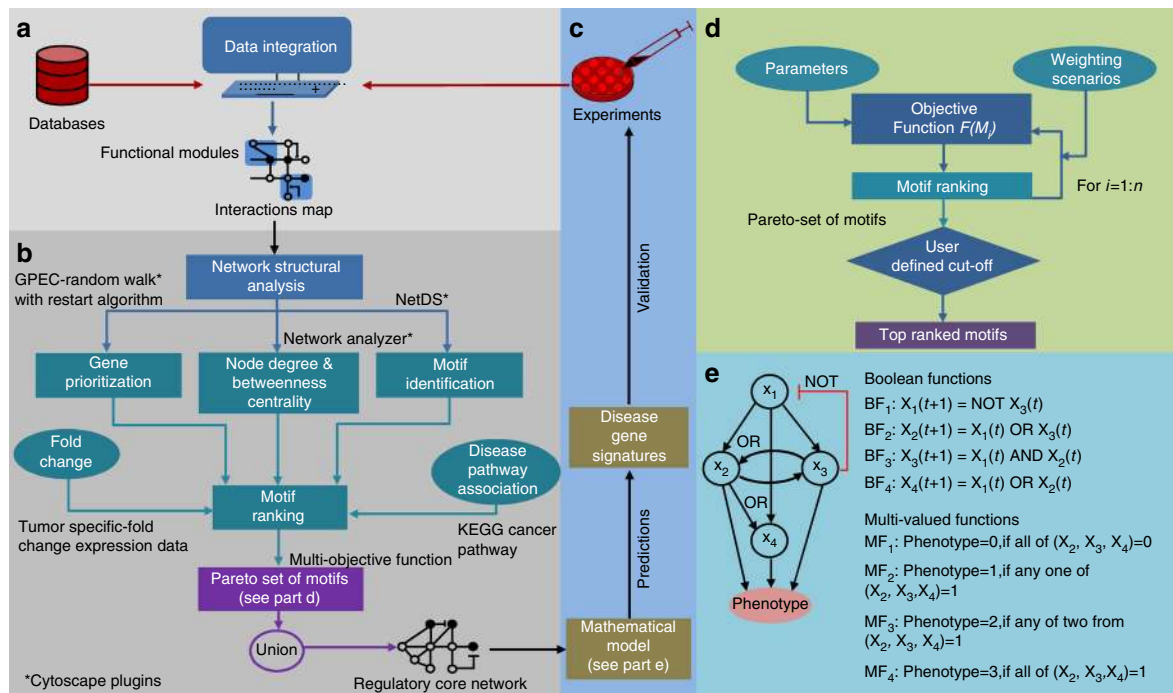 a
Data integration
Databases
Functional modules
Interactions map
b
Network structural
analysis
GPEC-random walk*
with restart algorithm
NetDS*
Network analyzer*
Gene
prioritization
Node degree &
betweenness
centrality
Motif
identification
Fold
change
Disease
pathway
association
Motif
ranking
Tumor specific-fold
change expression data
KEGG cancer
pathway
Multi-objective function
Pareto set of motifs
(see part d)
Union
Regulatory core network
*Cytoscape plugins
c
Experiments
Validation
Disease
gene
signatures
Predictions
Mathematical
model
(see part e)
d
Parameters
Weighting
scenarios
Objective
Function F(Mi)
Motif ranking
For i=1:n
Pareto-set of motifs
User
defined cut-off
Top ranked motifs
e
NOT
X1
OR
X2
X3
OR
X4
Phenotype
Boolean functions
BF1: X1(t+1) = NOT X3(t)
BF2: X2(t+1) = X1(t) OR X3(t)
BF3: X3(t+1) = X1(t) AND X2(t)
BF4: X4(t+1) = X1(t) OR X2(t)
Multi-valued functions
MF1: Phenotype=0,if all of (X2, X3, X4)=0
MF2: Phenotype=1,if any one of
(X2, X3,X4)=1
MF3: Phenotype=2,if any of two from
(X2, X3, X4)=1
MF4: Phenotype=3,if all of (X2, X3,X4)=1